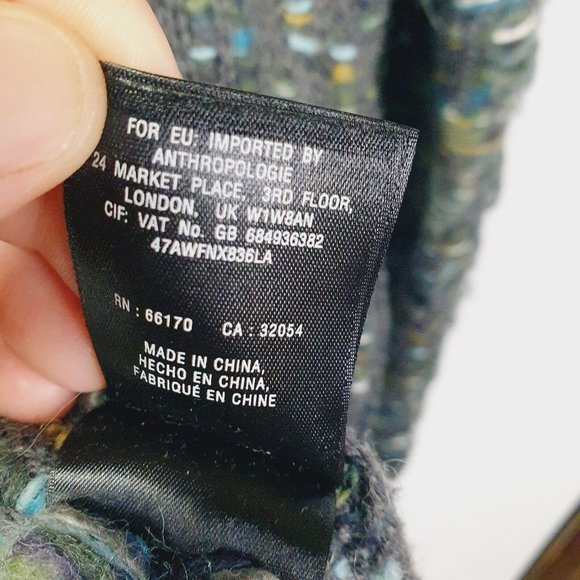 FOR EU: IMPORTED BY
ANTHROPOLOGIE
24 MARKET PLACE, 3RD FLOOR,
LONDON, UK W1W8AN
CIF: VAT No. GB 684936382
47AWFNX836LA
RN : 66170 CA : 32054
MADE IN CHINA,
HECHO EN CHINA,
FABRIQUÉ EN CHINE